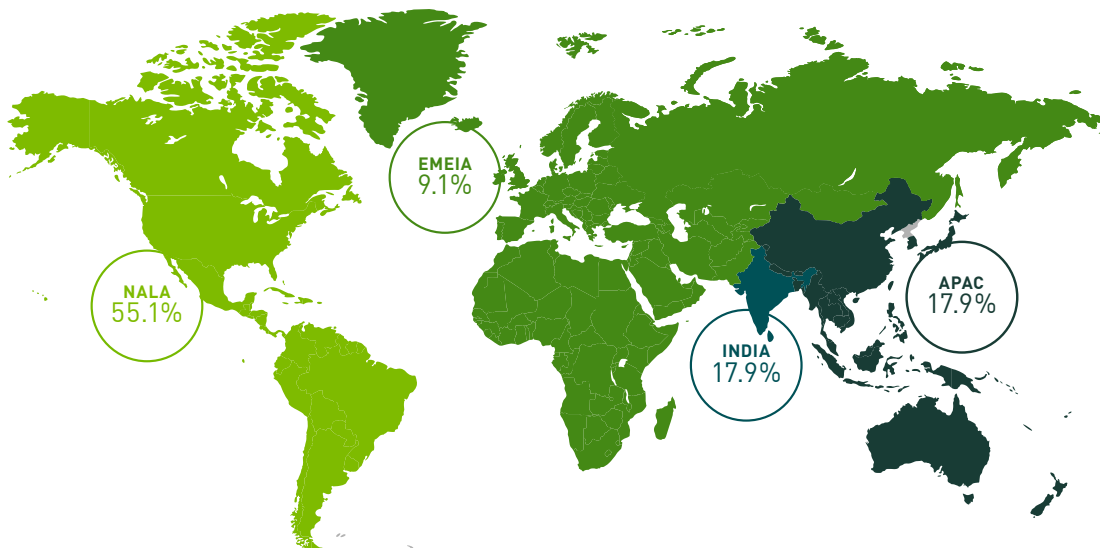 EMEIA
9.1%
NALA
55.1%
APAC
17.9%
INDIA
17.9%